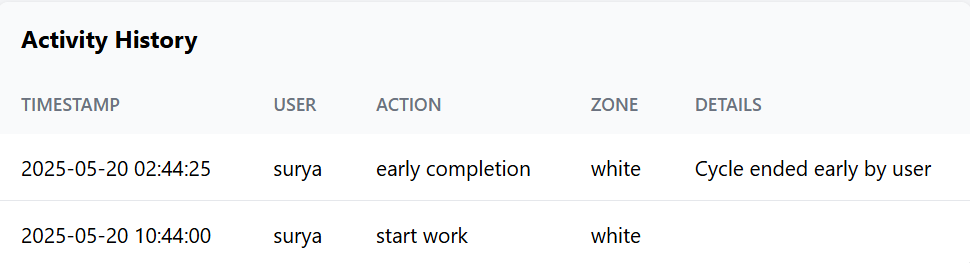 Activity History
TIMESTAMP USER ACTION ZONE DETAILS
2025-05-20 02:44:25 surya early completion white Cycle ended early by user
2025-05-20 10:44:00 surya start work white